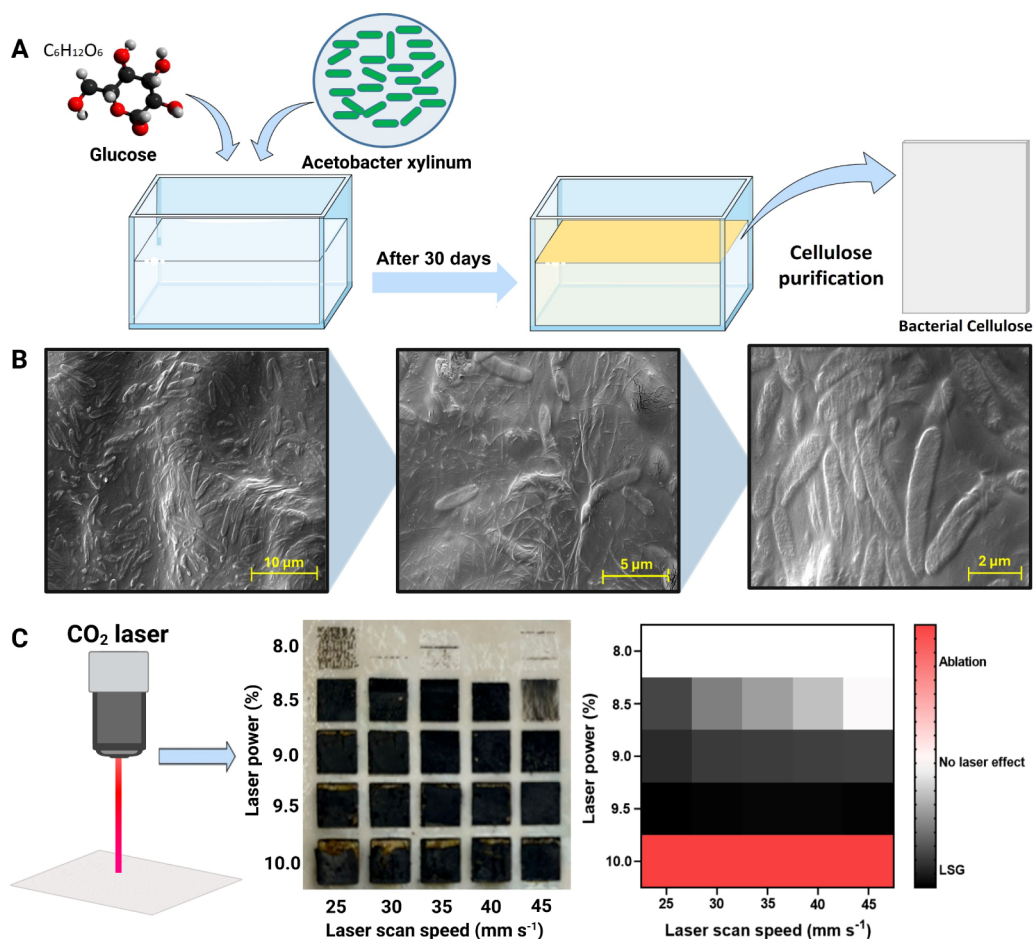 A
C₆H₁₂O₆
Glucose
Acetobacter xylinum
After 30 days
Cellulose
purification
Bacterial Cellulose
B
10 µm
5 µm
2 µm
C
CO₂ laser
Laser power (%)
8.0
8.5
9.0
9.5
10.0
25 30 35 40 45
Laser scan speed (mm s⁻¹)
Laser power (%)
8.0
8.5
9.0
9.5
10.0
25 30 35 40 45
Laser scan speed (mm s⁻¹)
Ablation
No laser effect
LSG